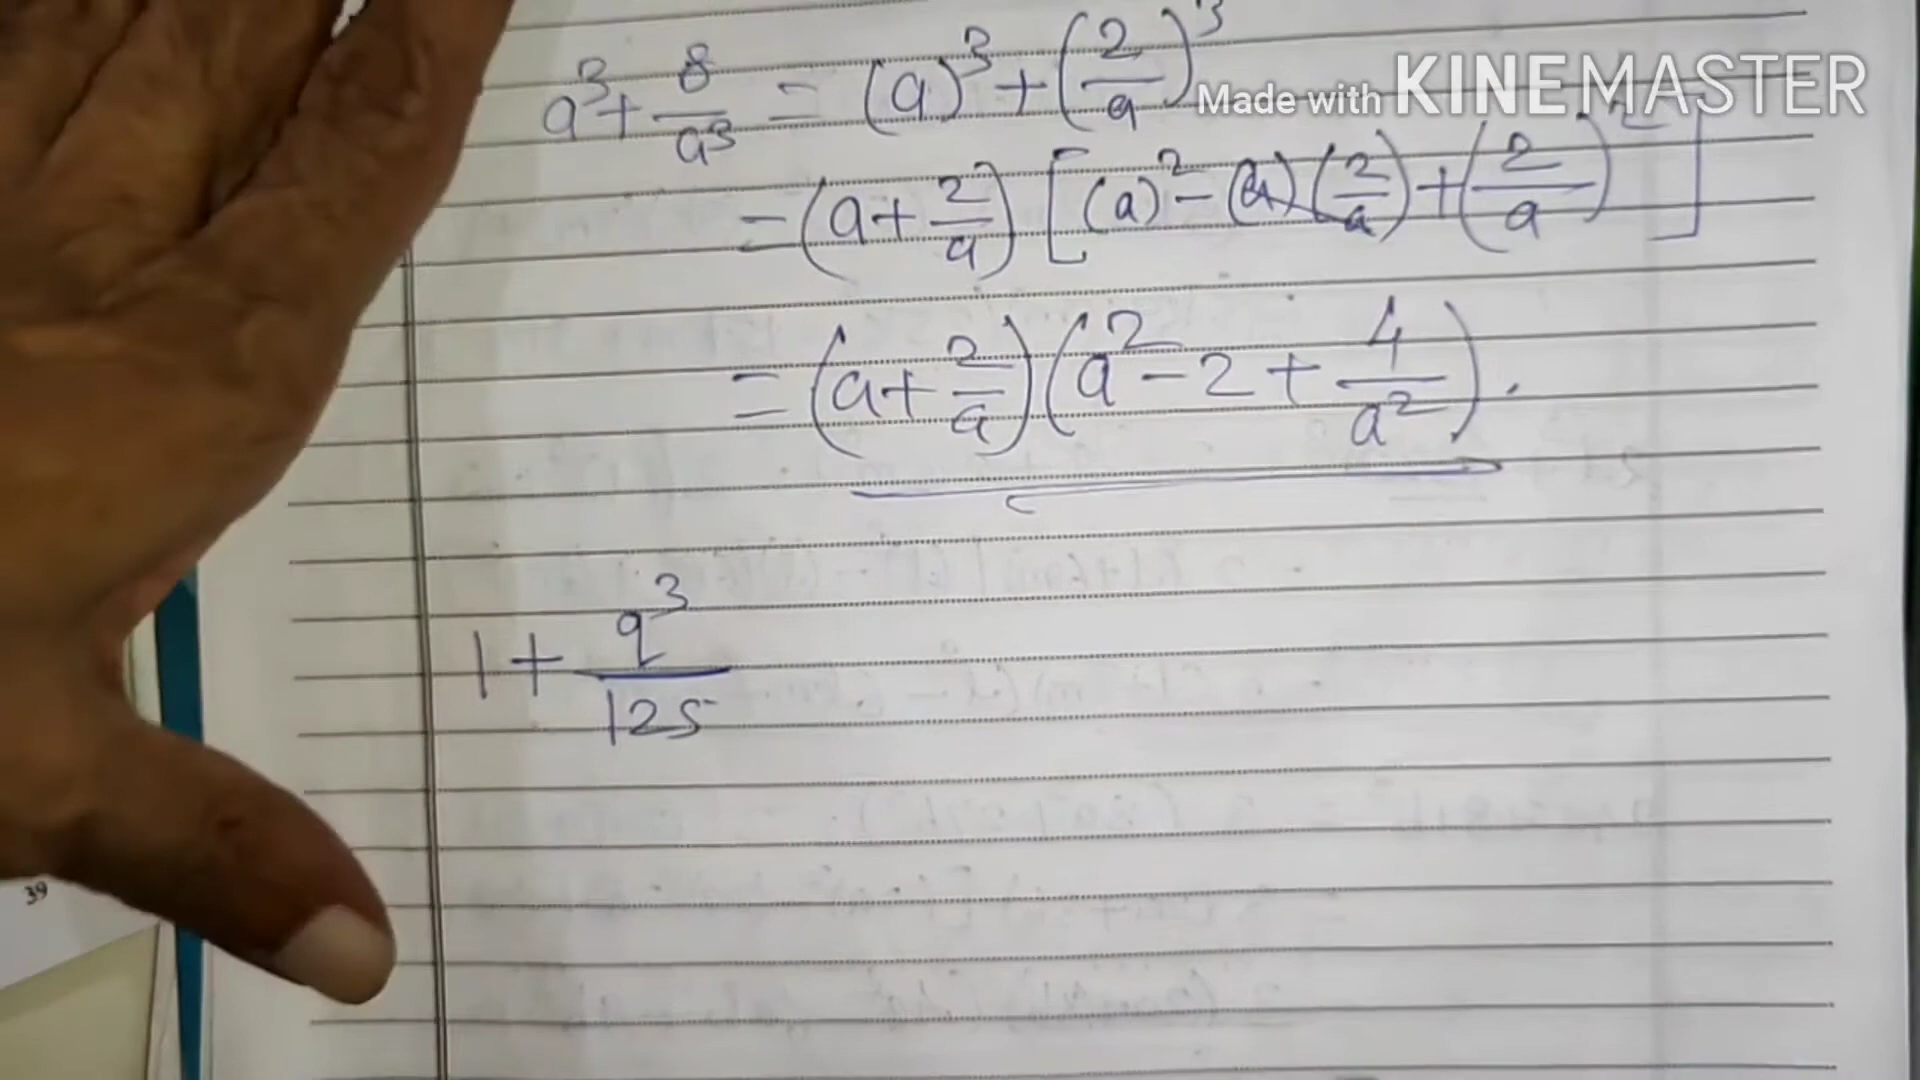 a³ + 8/a³ = (a)³ + (2/a)³
Made with KINEMASTER
= (a + 2/a) [(a)² - (a)(2/a) + (2/a)²]
= (a + 2/a)(a² - 2 + 4/a²).
1 + q³/125
39